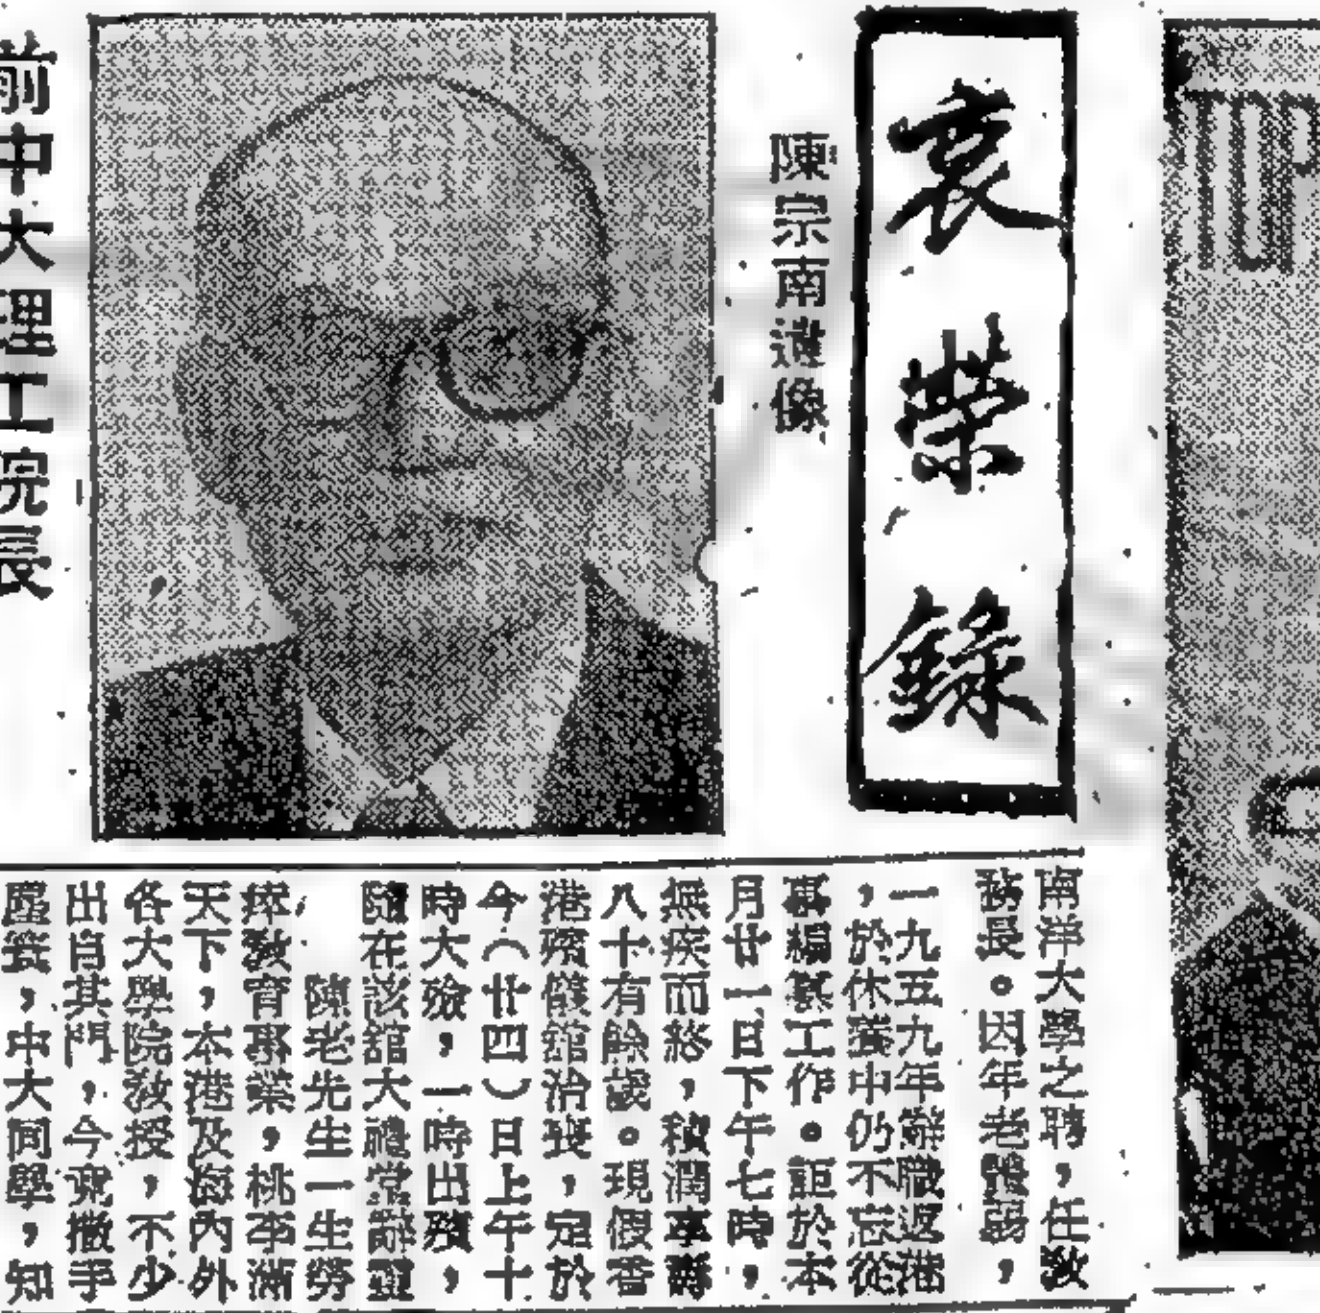 哀榮錄
陳宗南遺像
前中大理工院長
南洋大學之聘，任教
務長。因年老體弱，
一九五九年辭職返港
，於休養中仍不忘從
事編纂工作。詎於本
月廿一日下午七時，
無疾而終，積潤享壽
八十有餘歲。現假香
港殯儀館治喪，定於
今（廿四）日上午十
時大殮，一時出殯，
隨在該舘大禮堂辭靈
陳老先生一生勞
瘁教育事業，桃李滿
天下，本港及海內外
各大學院教授，不少
出自其門，今竟撒手
塵寰，中大同學，知
TOP